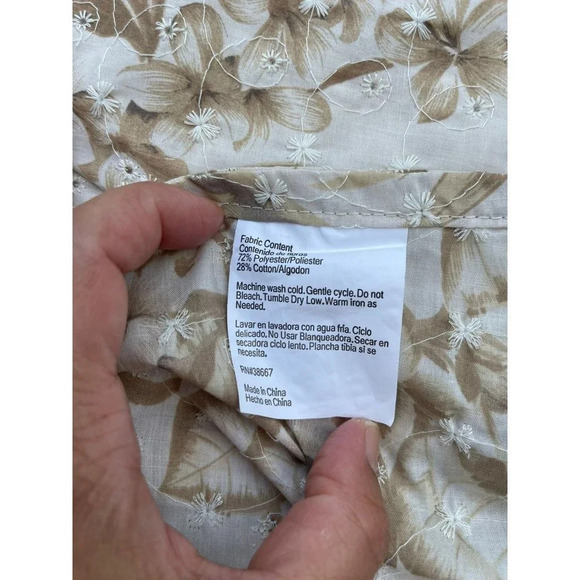 Fabric Content
Contenido de fibras
72% Polyester/Poliester
28% Cotton/Algodon
Machine wash cold. Gentle cycle. Do not
Bleach. Tumble Dry Low. Warm iron as
Needed.
Lavar en lavadora con agua fria. Ciclo
delicado. No Usar Blanqueadora. Secar en
secadora ciclo lento. Plancha tibia si se
necesita.
RN#38667
Made in China
Hecho en China